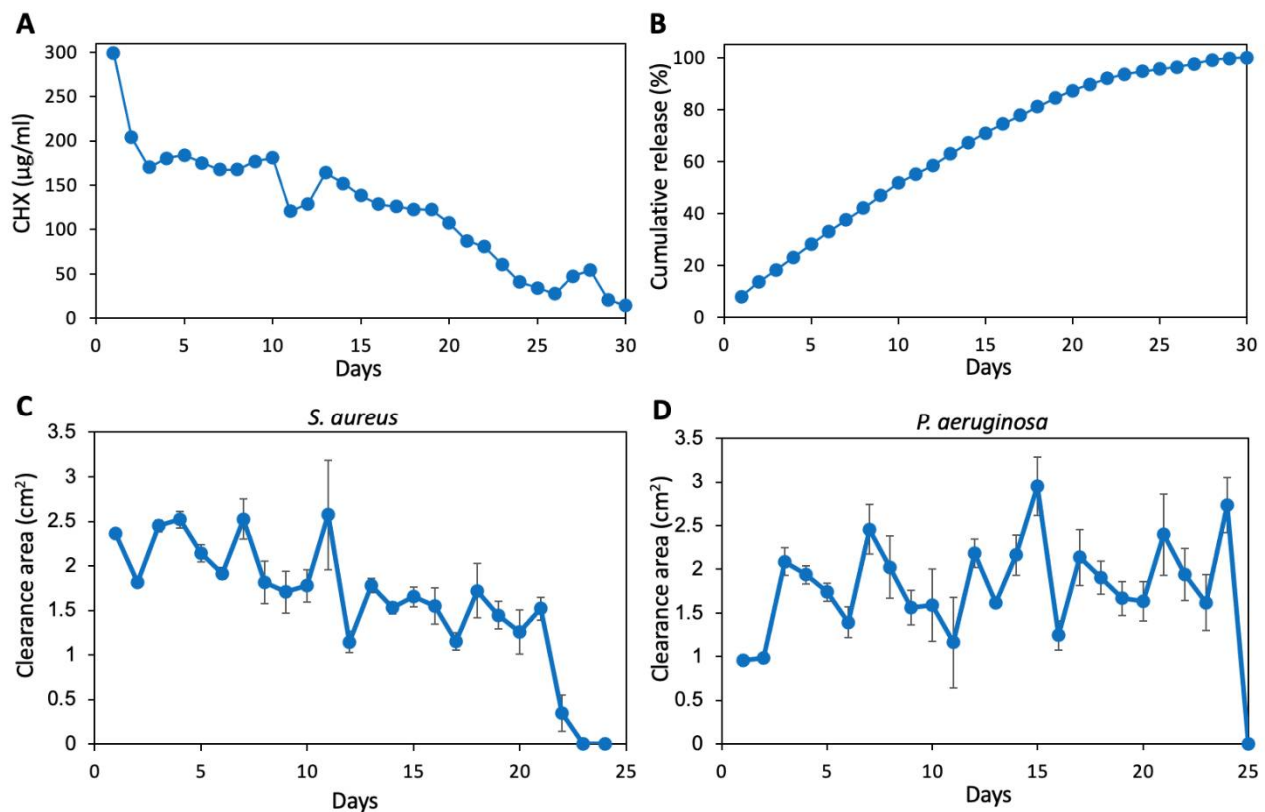 A
300
250
200
150
100
50
0
CHX (µg/ml)
0 5 10 15 20 25 30
Days
B
100
80
60
40
20
0
Cumulative release (%)
0 5 10 15 20 25 30
Days
C
S. aureus
3.5
3
2.5
2
1.5
1
0.5
0
Clearance area (cm²)
0 5 10 15 20 25
Days
D
P. aeruginosa
3.5
3
2.5
2
1.5
1
0.5
0
Clearance area (cm²)
0 5 10 15 20 25
Days